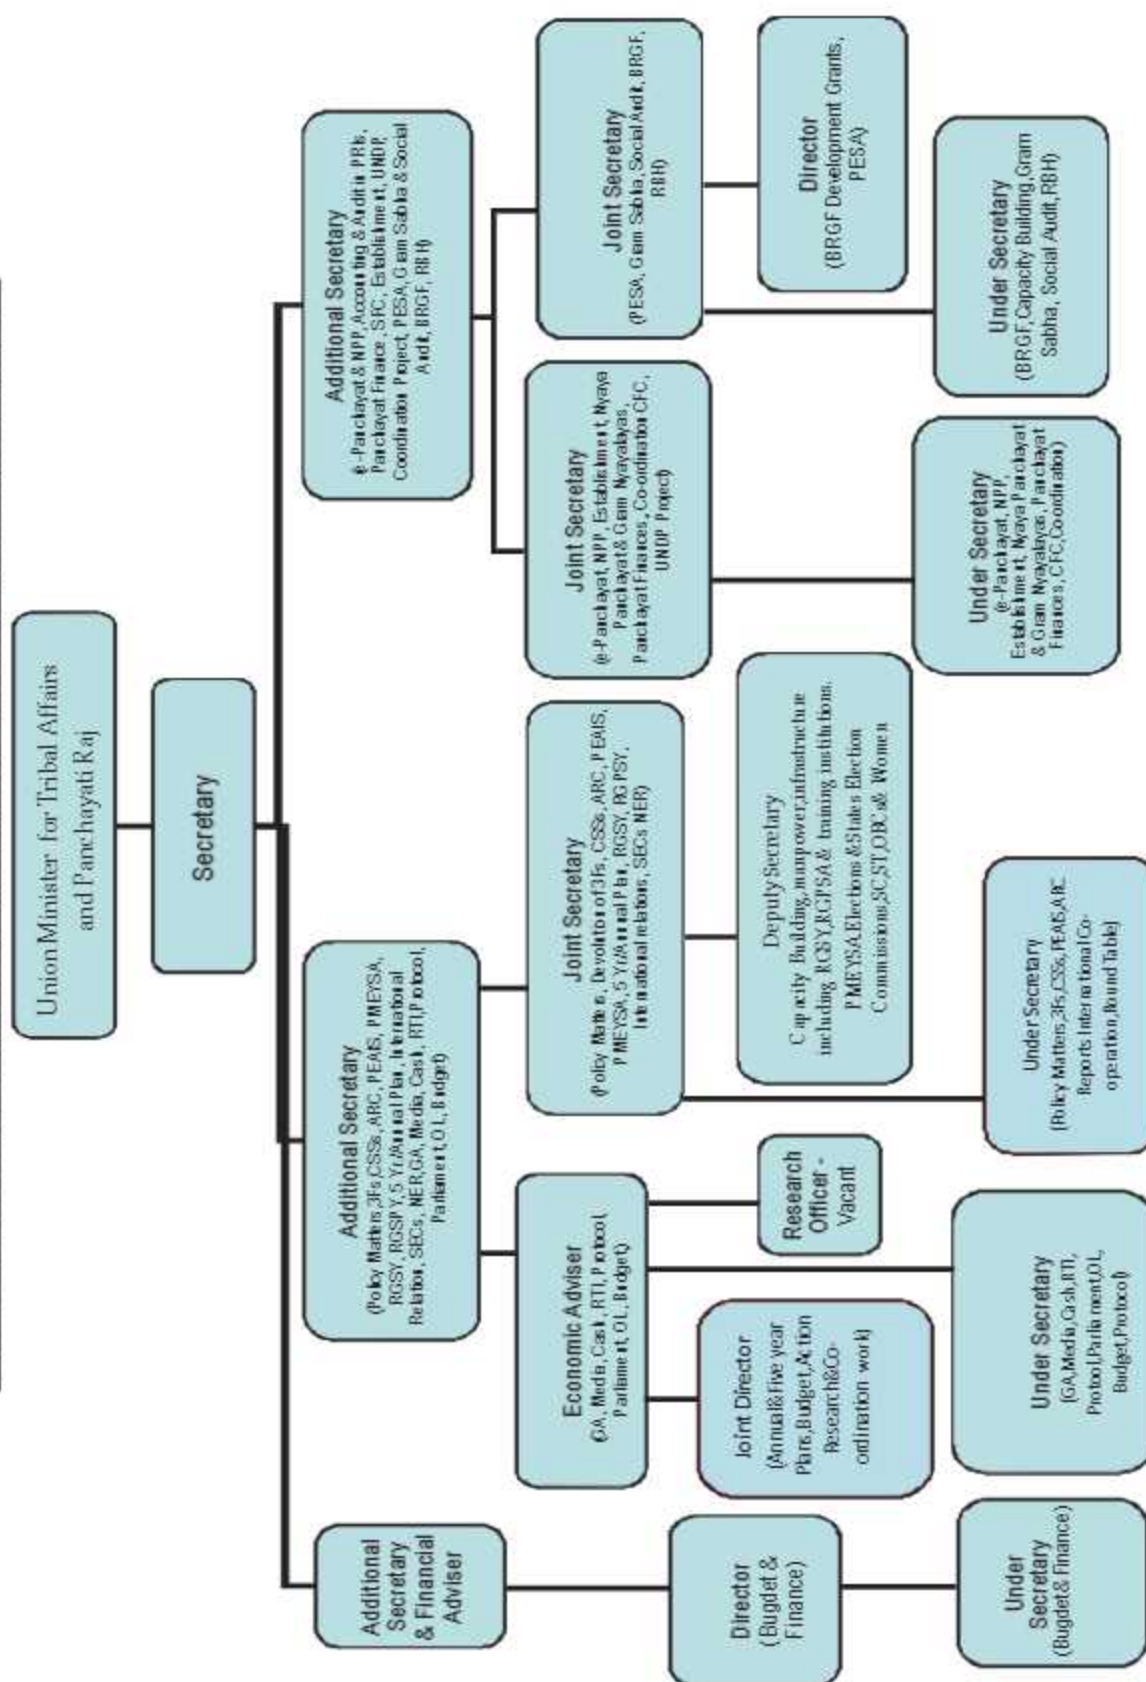 Union Minister for Tribal Affairs
and Panchayati Raj
Secretary
Additional
Secretary
& Financial
Adviser
Additional Secretary
(Policy Matters,3Fs,CSSs, ARC, PEAIS, PMEYSA,
RGSY, RGSPY, 5 Yr./Annual Plan, International
Relation, SECs, NER,GA, Media, Cash, RTI,Protocol,
Parliament, OL, Budget)
Additional Secretary
(e-Panchayat & NPP, Accounting & Audit in PRIs,
Panchayat Finance, SFC, Establishment, UNDP,
Coordination Project, PESA, Gram Sabha & Social
Audit, BRGF, RBH)
Economic Adviser
(GA, Media, Cash, RTI, Protocol,
Parliament, OL, Budget)
Joint Secretary
(Policy Matters, Devolution of 3Fs, CSSs, ARC, PEAIS,
PMEYSA, 5 Yr./Annual Plan, RGSY, RGPSY,
International relations, SECs NER)
Joint Secretary
(e-Panchayat, NPP, Establishment, Nyaya
Panchayat & Gram Nyayalayas,
Panchayat Finances, Co-ordination CFC,
UNDP Project)
Joint Secretary
(PESA, Gram Sabha, Social Audit, BRGF,
RBH)
Director
(Bugdet &
Finance)
Joint Director
(Annual&Five year
Plans,Budget,Action
Research&Co-
ordination work)
Research
Officer -
Vacant
Deputy Secretary
Capacity Building,manpower,infrastructure
including RGSY,RGPSA & training institutions.
PMEYSA,Elections &States Election
Commissions,SC,ST,OBCs& Women
Director
(BRGF Development Grants,
PESA)
Under
Secretary
(Bugdet& Finance)
Under Secretary
(GA,Media,Cash,RTI,
Protool,Parliament,OL,
Budget,Protocol)
Under Secretary
(Policy Matters,3Fs,CSSs,PEAIS,ARC
Reports International Co-
operation,Round Table)
Under Secretary
(e-Panchayat, NPP,
Establishment, Nyaya Panchayat
& Gram Nyayalayas, Panchayat
Finances, CFC,Coordination)
Under Secretary
(BRGF,Capacity Building,Gram
Sabha, Social Audit,RBH)